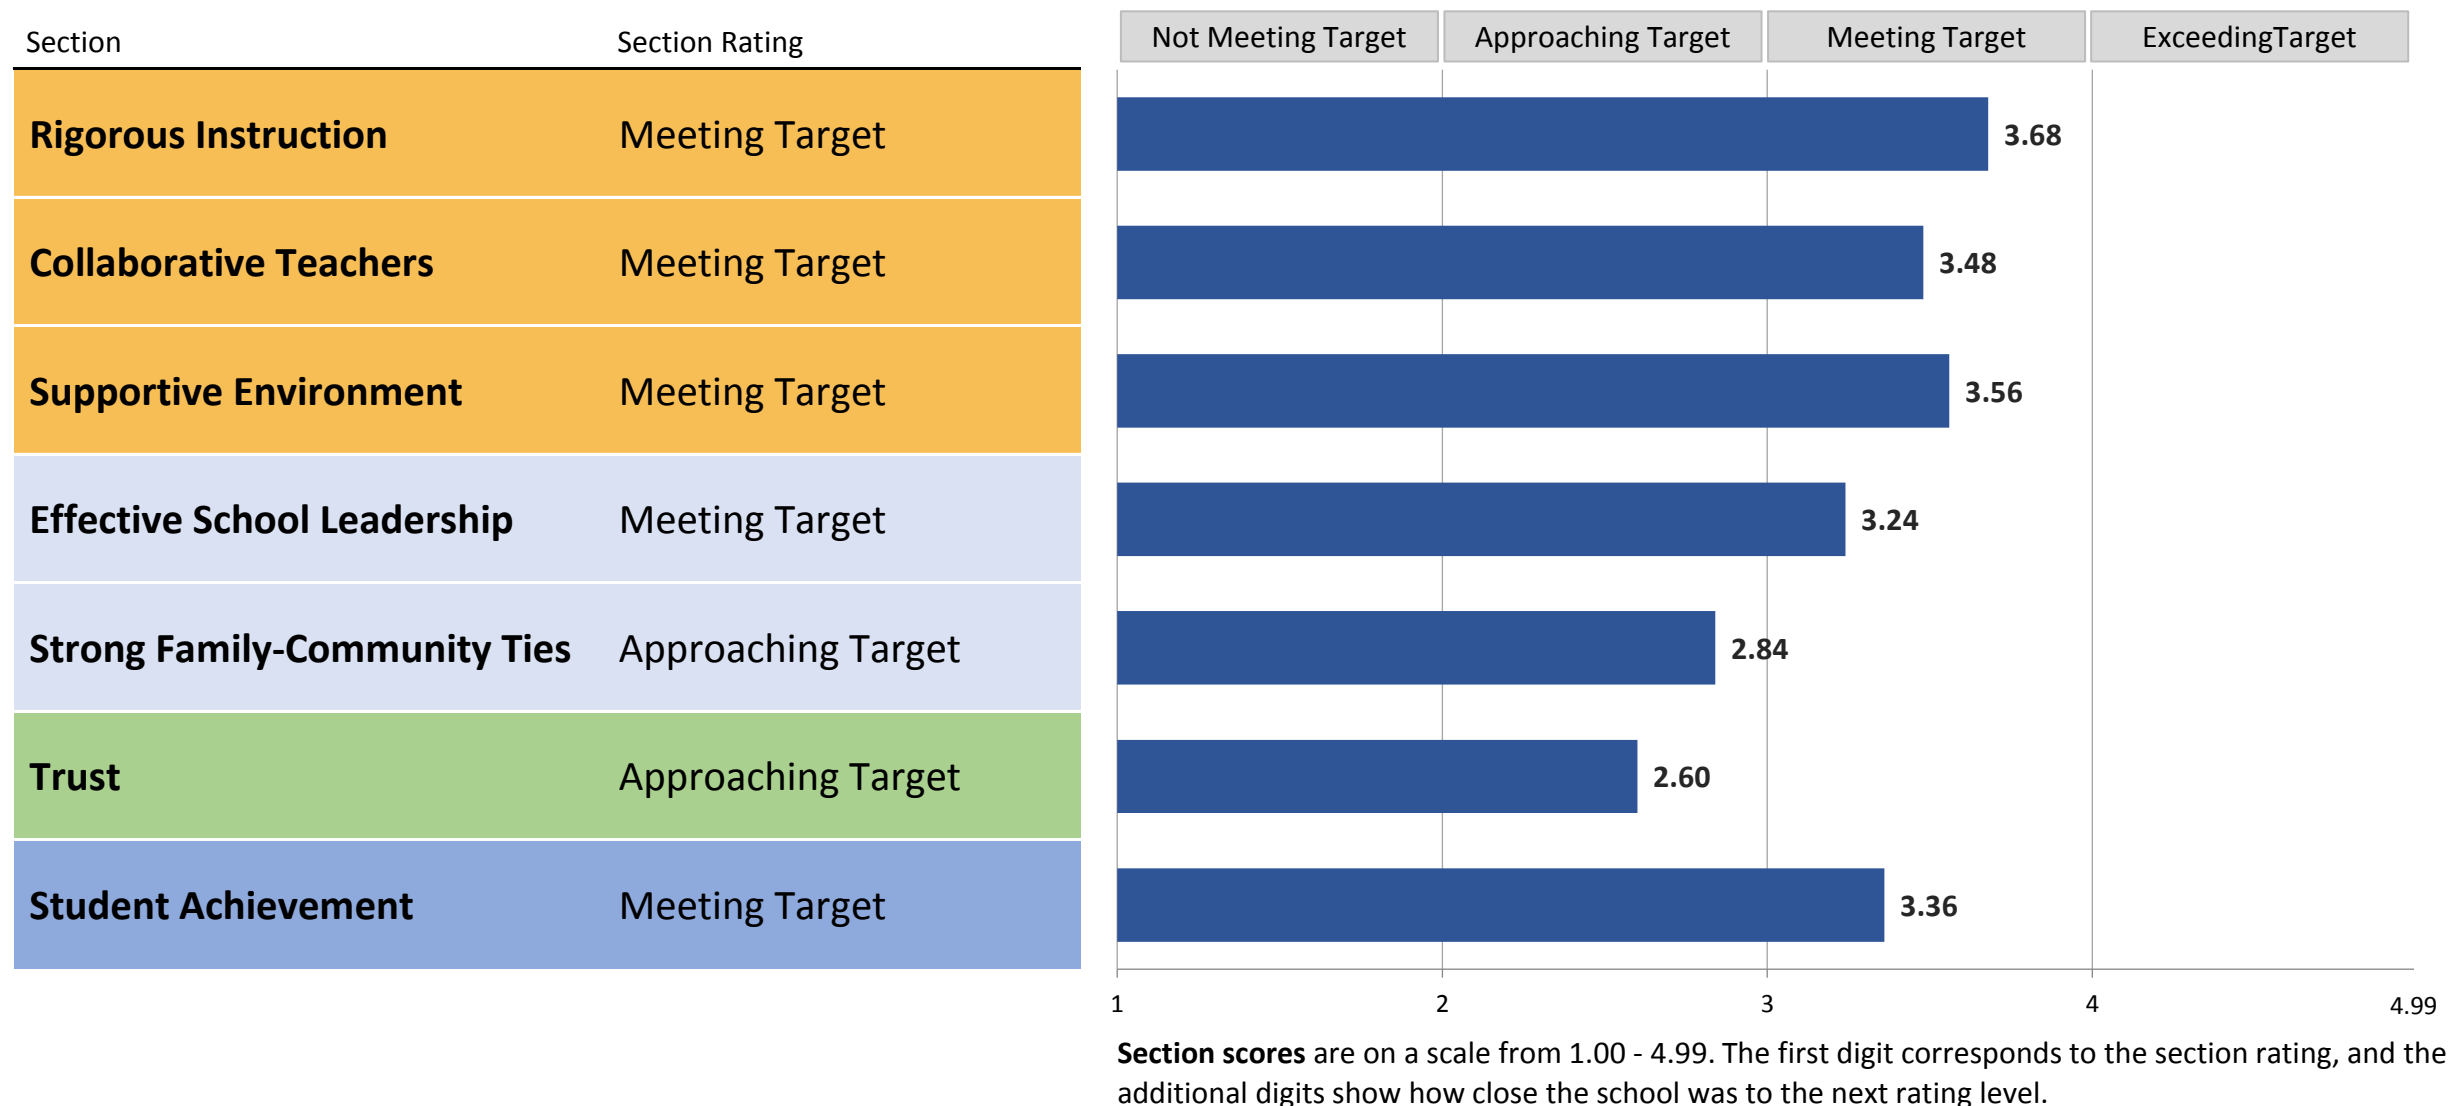 Section Section Rating Not Meeting Target Approaching Target Meeting Target ExceedingTarget
Rigorous Instruction Meeting Target 3.68
Collaborative Teachers Meeting Target 3.48
Supportive Environment Meeting Target 3.56
Effective School Leadership Meeting Target 3.24
Strong Family-Community Ties Approaching Target 2.84
Trust Approaching Target 2.60
Student Achievement Meeting Target 3.36
1 2 3 4 4.99
Section scores are on a scale from 1.00 - 4.99. The first digit corresponds to the section rating, and the
additional digits show how close the school was to the next rating level.